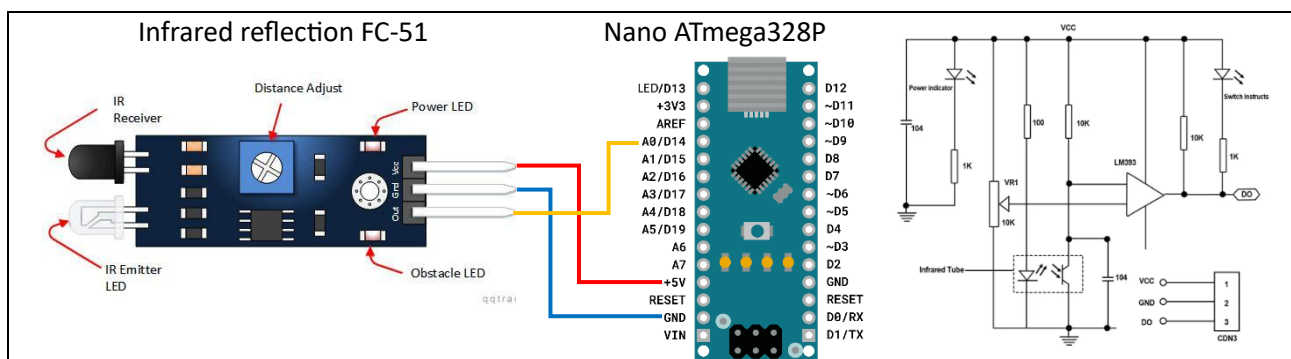 Infrared reflection FC-51
IR
Receiver
Distance Adjust
Power LED
Vcc
Grd
Out
IR Emitter
LED
Obstacle LED
Nano ATmega328P
LED/D13
+3V3
AREF
A0/D14
A1/D15
A2/D16
A3/D17
A4/D18
A5/D19
A6
A7
+5V
RESET
GND
VIN
D12
~D11
~D10
~D9
D8
D7
~D6
~D5
D4
~D3
D2
GND
RESET
D0/RX
D1/TX
VCC
Power indicator
Switch Instructs
104
1K
100
10K
10K
1K
LM393
VR1
10K
DO
Infrared Tube
104
VCC
1
GND
2
DO
3
CDN3